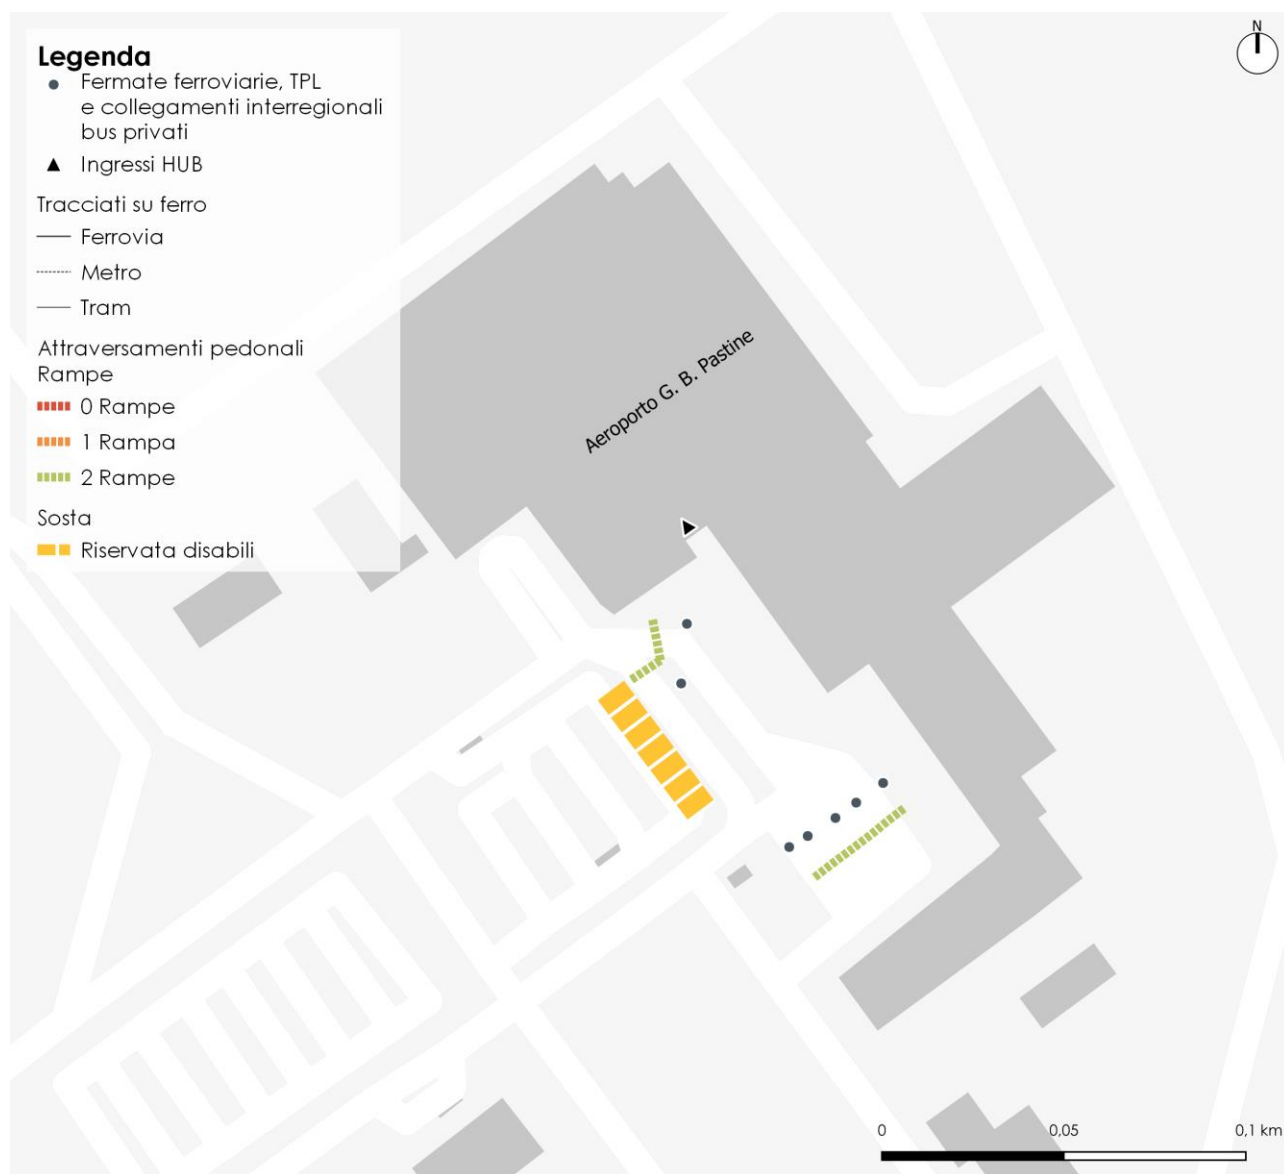 Legenda
Fermate ferroviarie, TPL
e collegamenti interregionali
bus privati
Ingressi HUB
Tracciati su ferro
Ferrovia
Metro
Tram
Attraversamenti pedonali
Rampe
0 Rampe
1 Rampa
2 Rampe
Sosta
Riservata disabili
N
Aeroporto G. B. Pastine
0 0,05 0,1 km